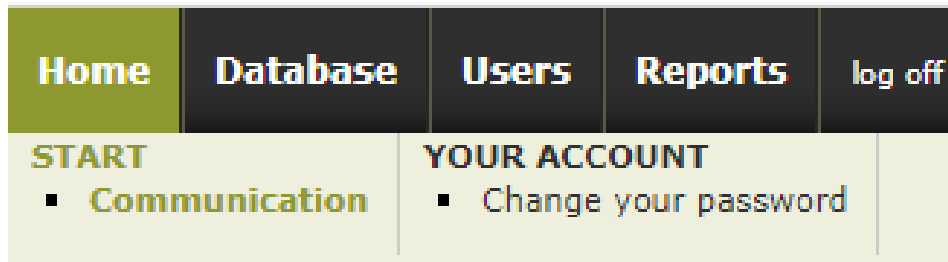 Home Database Users Reports log off
START YOUR ACCOUNT
Communication Change your password